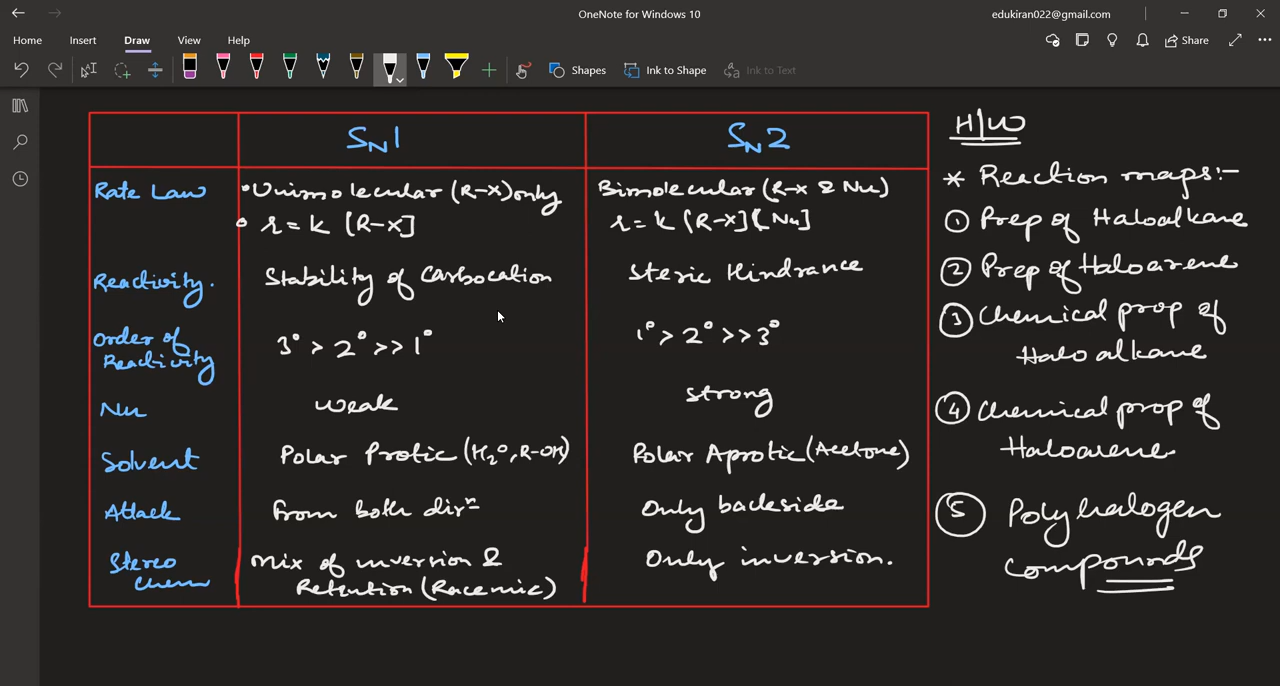 OneNote for Windows 10
edukiran022@gmail.com
Home Insert Draw View Help
Share
Shapes Ink to Shape Ink to Text
SN1 SN2
Rate Law
• Unimolecular (R-X) only
• r = k [R-X]
Bimolecular (R-X & Nu)
r = k [R-X][Nu]
Reactivity.
Stability of Carbocation
Steric Hindrance
Order of
Reactivity
3° > 2° >> 1°
1° > 2° >> 3°
Nu
weak
strong
Solvent
Polar Protic (H2O, R-OH)
Polar Aprotic (Acetone)
Attack
From both dirn
Only backside
Stereo
Chem
Mix of inversion &
Retention (Racemic)
Only inversion.
H/W
* Reaction maps:-
① Prep of Haloalkane
② Prep of Haloarene
③ Chemical prop of
Haloalkane
④ Chemical prop of
Haloarene
⑤ Polyhalogen
compounds